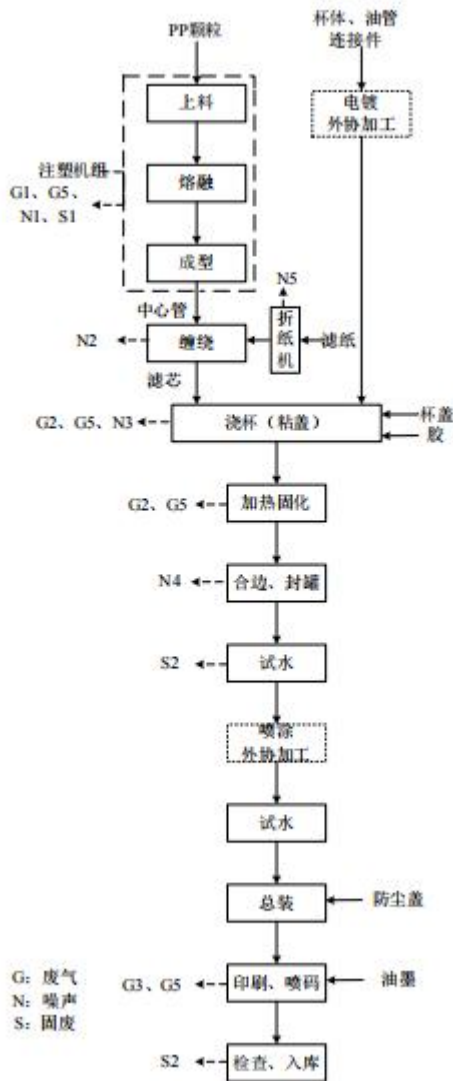 PP颗粒
杯体、油管
连接件
上料
电镀
外协加工
注塑机组
G1、G5、
N1、S1
熔融
成型
中心管
N5
N2
缠绕
折纸机
滤纸
滤芯
G2、G5、N3
浇杯（粘盖）
杯盖
胶
G2、G5
加热固化
N4
合边、封罐
S2
试水
喷涂
外协加工
试水
总装
防尘盖
G：废气
N：噪声
S：固废
G3、G5
印刷、喷码
油墨
S2
检查、入库